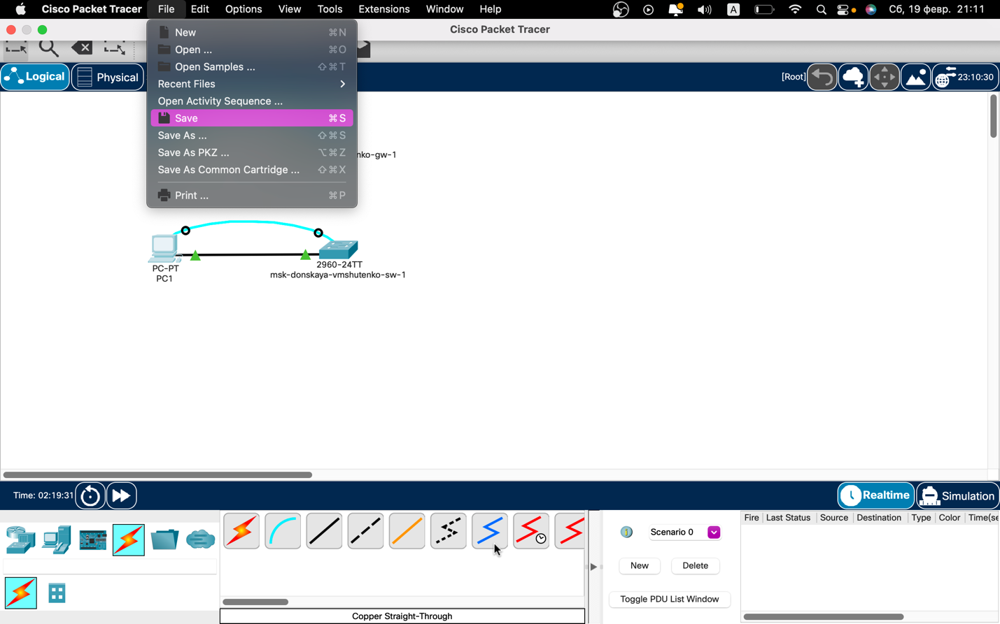 Cisco Packet Tracer File Edit Options View Tools Extensions Window Help A Сб, 19 февр. 21:11
Cisco Packet Tracer
New ⌘N
Open ... ⌘O
Open Samples ... ⇧⌘T
Recent Files >
Open Activity Sequence ...
Save ⌘S
Save As ... ⇧⌘S
Save As PKZ ... ⌥⌘Z
Save As Common Cartridge ... ⇧⌘X
Print ... ⌘P
Logical Physical [Root] 23:10:30
nko-gw-1
PC-PT
PC1
2960-24TT
msk-donskaya-vmshutenko-sw-1
Time: 02:19:31 Realtime Simulation
Scenario 0
New Delete
Toggle PDU List Window
Fire Last Status Source Destination Type Color Time(se
Copper Straight-Through